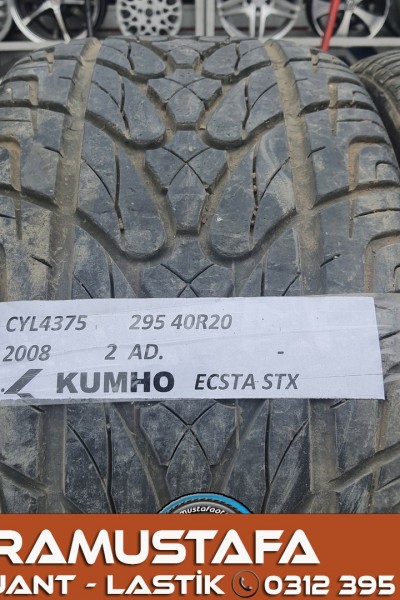 CYL4375 295 40R20
2008 2 AD. -
KUMHO ECSTA STX
RAMUSTAFA
JANT - LASTİK 0312 395